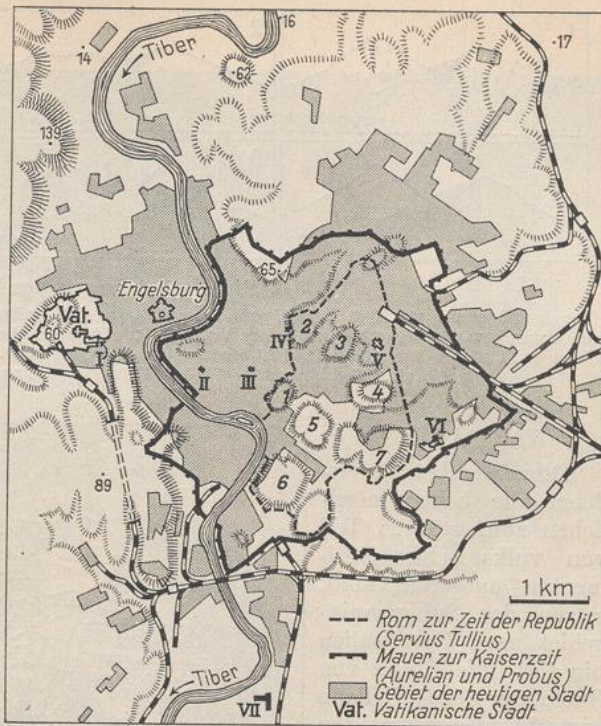 16
Tiber
14
17
62
139
65
Engelsburg
Vat.
60
I
2
IV
3
V
II
III
1
4
5
VI
7
6
89
1 km
Rom zur Zeit der Republik
(Servius Tullius)
Mauer zur Kaiserzeit
(Aurelian und Probus)
Gebiet der heutigen Stadt
Vat. Vatikanische Stadt
Tiber
VII